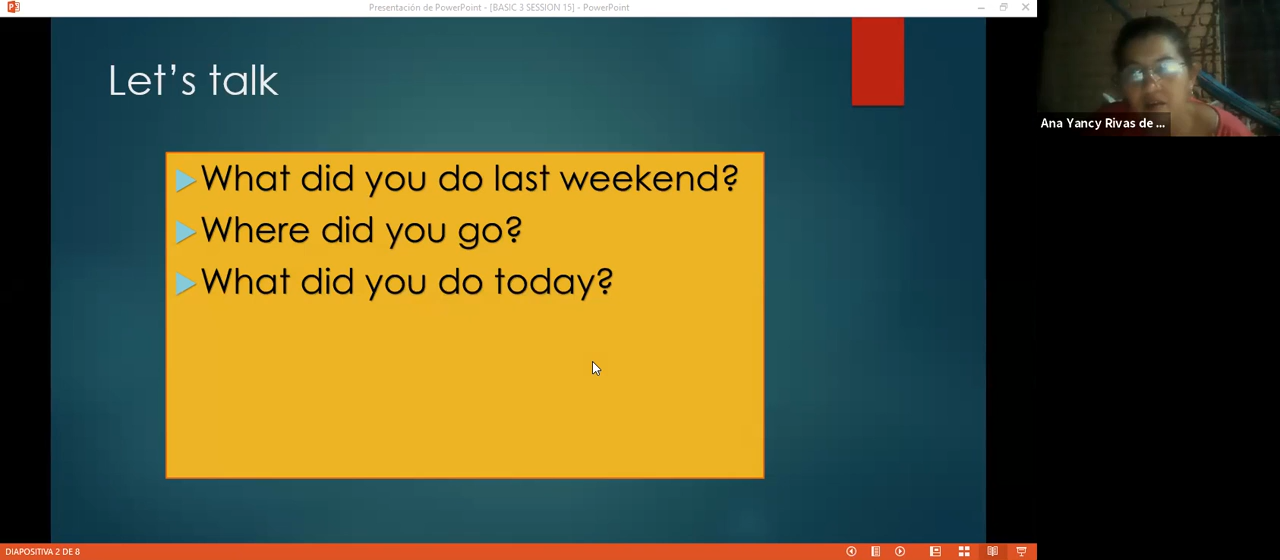 Presentación de PowerPoint - [BASIC 3 SESSION 15] - PowerPoint
Let's talk
What did you do last weekend?
Where did you go?
What did you do today?
Ana Yancy Rivas de ...
DIAPOSITIVA 2 DE 8